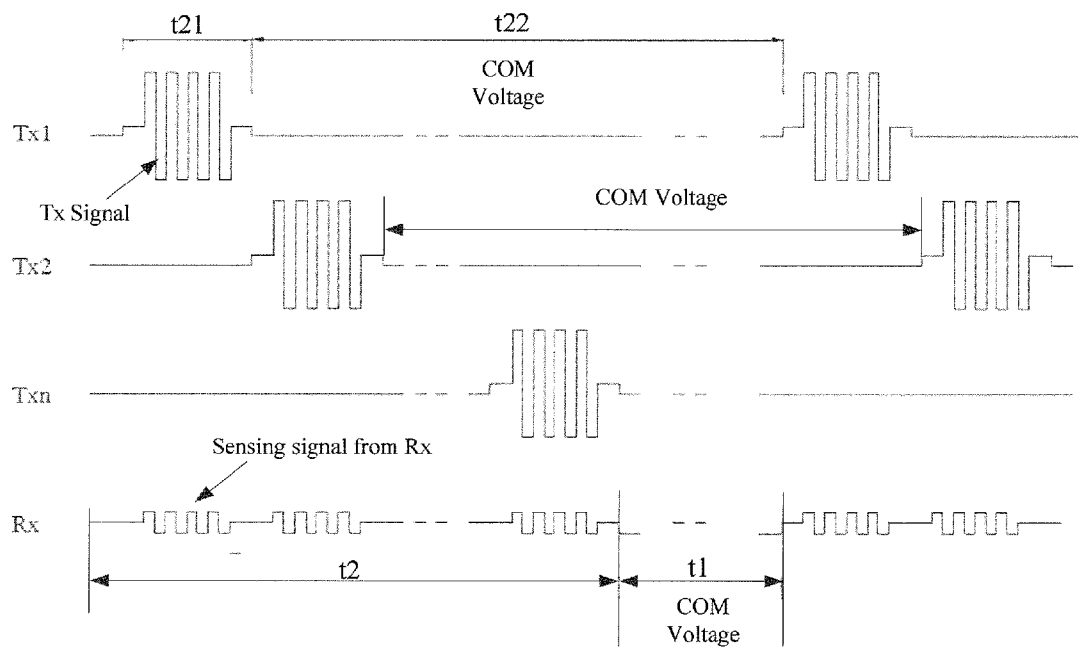 t21
t22
COM
Voltage
Tx1
Tx Signal
COM Voltage
Tx2
Txn
Sensing signal from Rx
Rx
t2
t1
COM
Voltage